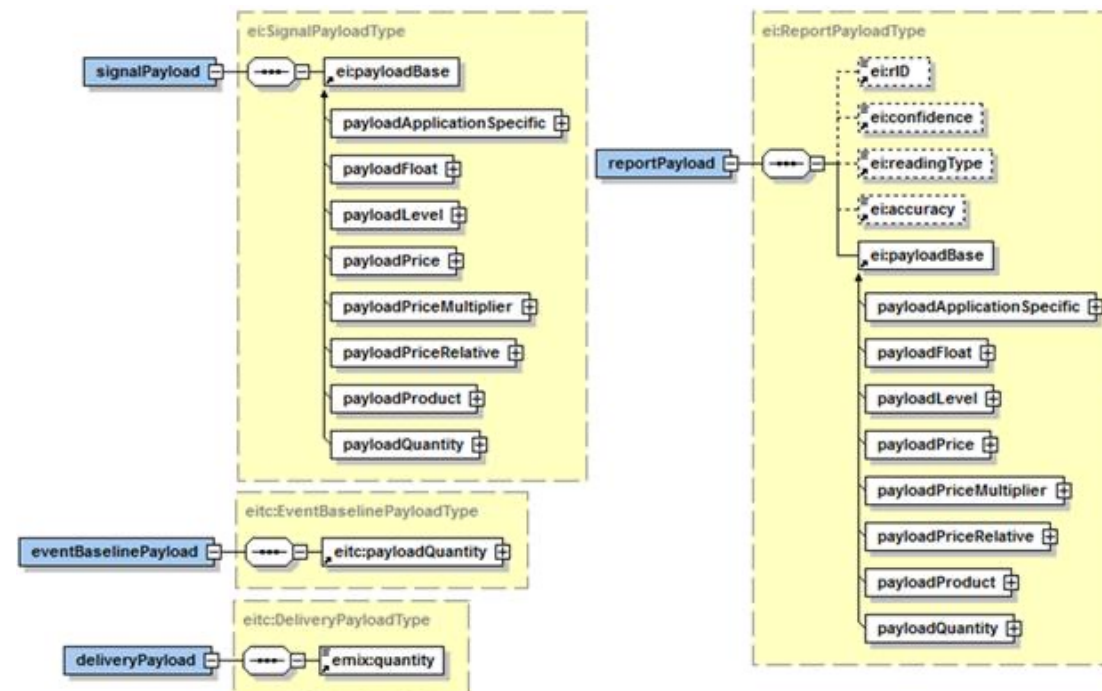 ei:SignalPayloadType
signalPayload
ei:payloadBase
payloadApplicationSpecific
payloadFloat
payloadLevel
payloadPrice
payloadPriceMultiplier
payloadPriceRelative
payloadProduct
payloadQuantity
eitc:EventBaselinePayloadType
eventBaselinePayload
eitc:payloadQuantity
eitc:DeliveryPayloadType
deliveryPayload
emix:quantity
ei:ReportPayloadType
reportPayload
ei:rID
ei:confidence
ei:readingType
ei:accuracy
ei:payloadBase
payloadApplicationSpecific
payloadFloat
payloadLevel
payloadPrice
payloadPriceMultiplier
payloadPriceRelative
payloadProduct
payloadQuantity